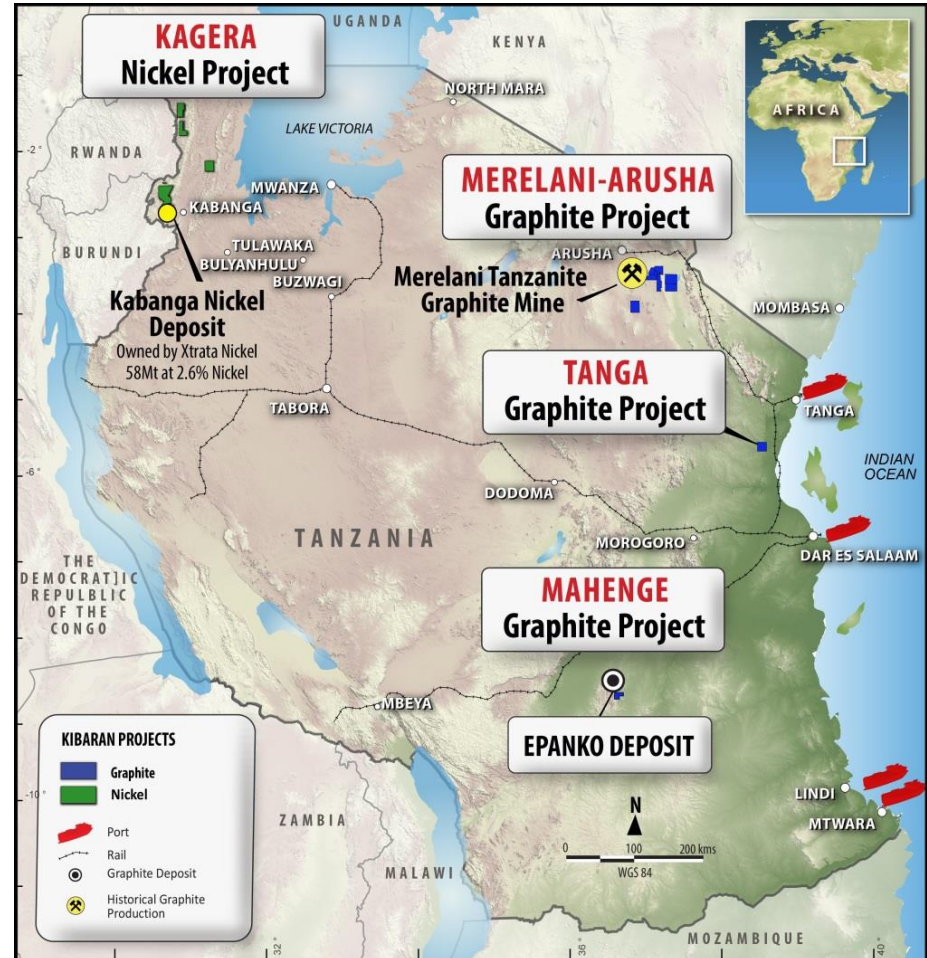 UGANDA
KAGERA
Nickel Project
KENYA
NORTH MARA
AFRICA
LAKE VICTORIA
-2°
RWANDA
MWANZA
KABANGA
MERELANI-ARUSHA
Graphite Project
BURUNDI
TULAWAKA
BULYANHULU
BUZWAGI
ARUSHA
Merelani Tanzanite
Graphite Mine
Kabanga Nickel
Deposit
Owned by Xtrata Nickel
58Mt at 2.6% Nickel
MOMBASA
TANGA
Graphite Project
TABORA
TANGA
-6°
INDIAN
OCEAN
DODOMA
TANZANIA
MOROGORO
DAR ES SALAAM
THE
DEMOCRAT]IC
REPULBLIC
OF THE
CONGO
MAHENGE
Graphite Project
MBEYA
EPANKO DEPOSIT
KIBARAN PROJECTS
Graphite
Nickel
Port
Rail
Graphite Deposit
Historical Graphite
Production
-10°
ZAMBIA
MALAWI
N
0 100 200 kms
WGS 84
LINDI
MTWARA
MOZAMBIQUE
32°
36°
40°